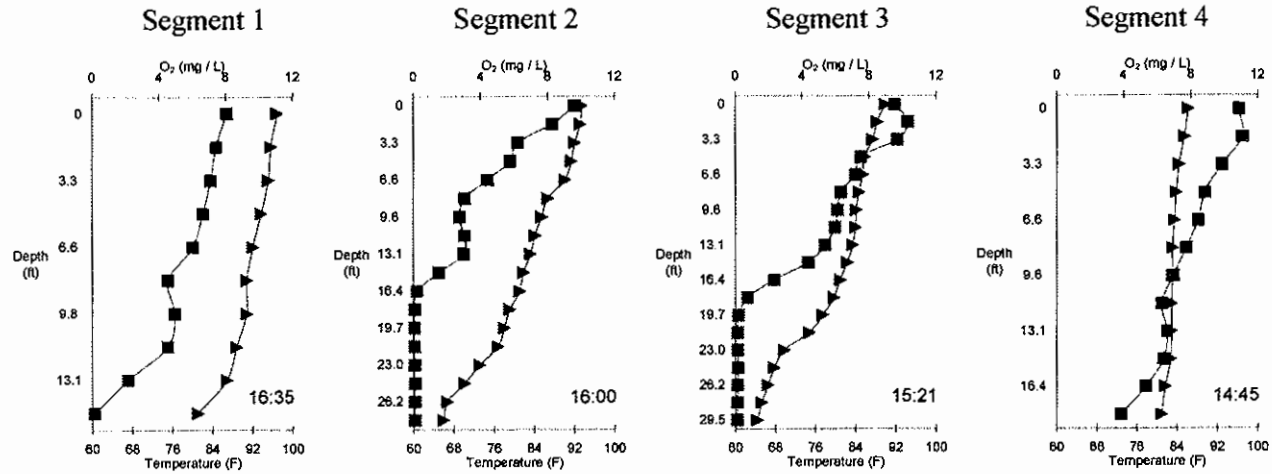 Segment 1
O₂ (mg / L)
0 4 8 12
0
3.3
6.6
Depth
(ft)
9.8
13.1
16:35
60 68 76 84 92 100
Temperature (F)
Segment 2
O₂ (mg / L)
0 4 8 12
0
3.3
6.6
9.6
Depth
(ft)
13.1
16.4
19.7
23.0
26.2
16:00
60 68 76 84 92 100
Temperature (F)
Segment 3
O₂ (mg / L)
0 4 8 12
0
3.3
6.6
9.6
Depth
(ft)
13.1
16.4
19.7
23.0
26.2
29.5
15:21
60 68 76 84 92 100
Temperature (F)
Segment 4
O₂ (mg / L)
0 4 8 12
0
3.3
6.6
Depth
(ft)
9.6
13.1
16.4
14:45
60 68 76 84 92 100
Temperature (F)